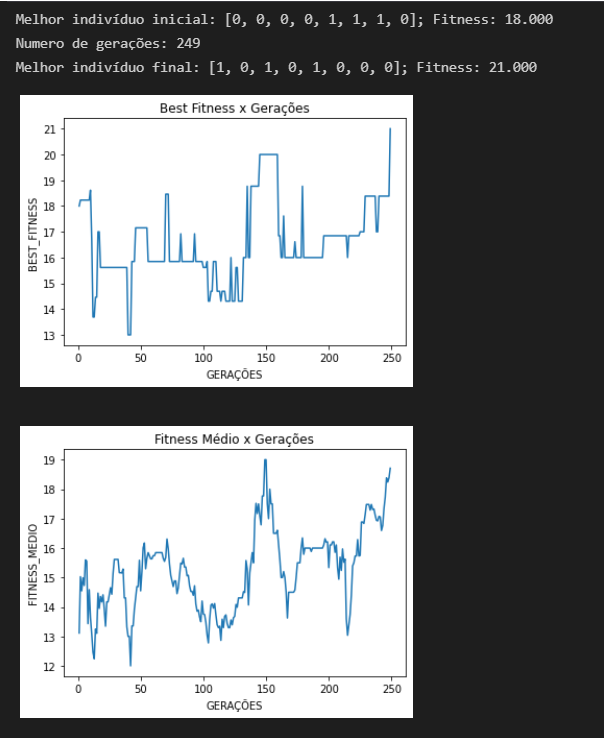 Melhor indivíduo inicial: [0, 0, 0, 0, 1, 1, 1, 0]; Fitness: 18.000
Numero de gerações: 249
Melhor indivíduo final: [1, 0, 1, 0, 1, 0, 0, 0]; Fitness: 21.000
Best Fitness x Gerações
21
20
19
18
17
16
15
14
13
BEST_FITNESS
0 50 100 150 200 250
GERAÇÕES
Fitness Médio x Gerações
19
18
17
16
15
14
13
12
FITNESS_MEDIO
0 50 100 150 200 250
GERAÇÕES